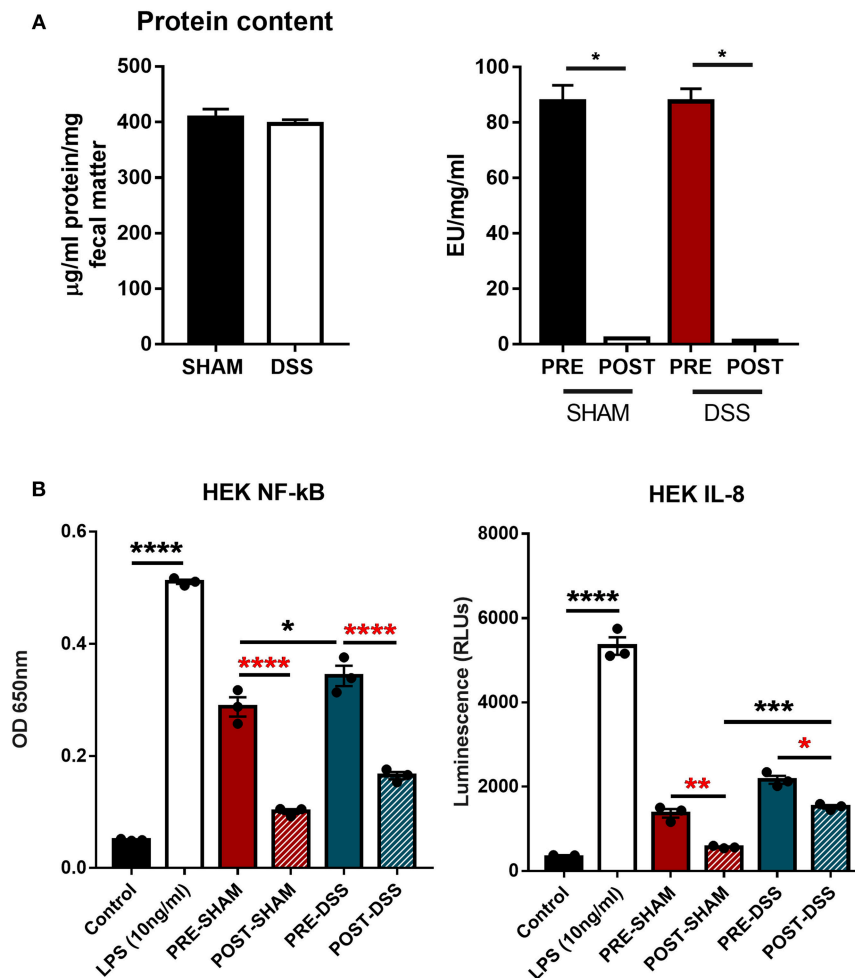 A
Protein content
500
400
300
200
100
0
µg/ml protein/mg
fecal matter
SHAM DSS
100
80
60
40
20
0
EU/mg/ml
* *
PRE POST PRE POST
SHAM DSS
B
HEK NF-kB
0.6
0.4
0.2
0.0
OD 650nm
****
*
**** ****
Control
LPS (10ng/ml)
PRE-SHAM
POST-SHAM
PRE-DSS
POST-DSS
HEK IL-8
8000
6000
4000
2000
0
Luminescence (RLUs)
****
***
** *
Control
LPS (10ng/ml)
PRE-SHAM
POST-SHAM
PRE-DSS
POST-DSS